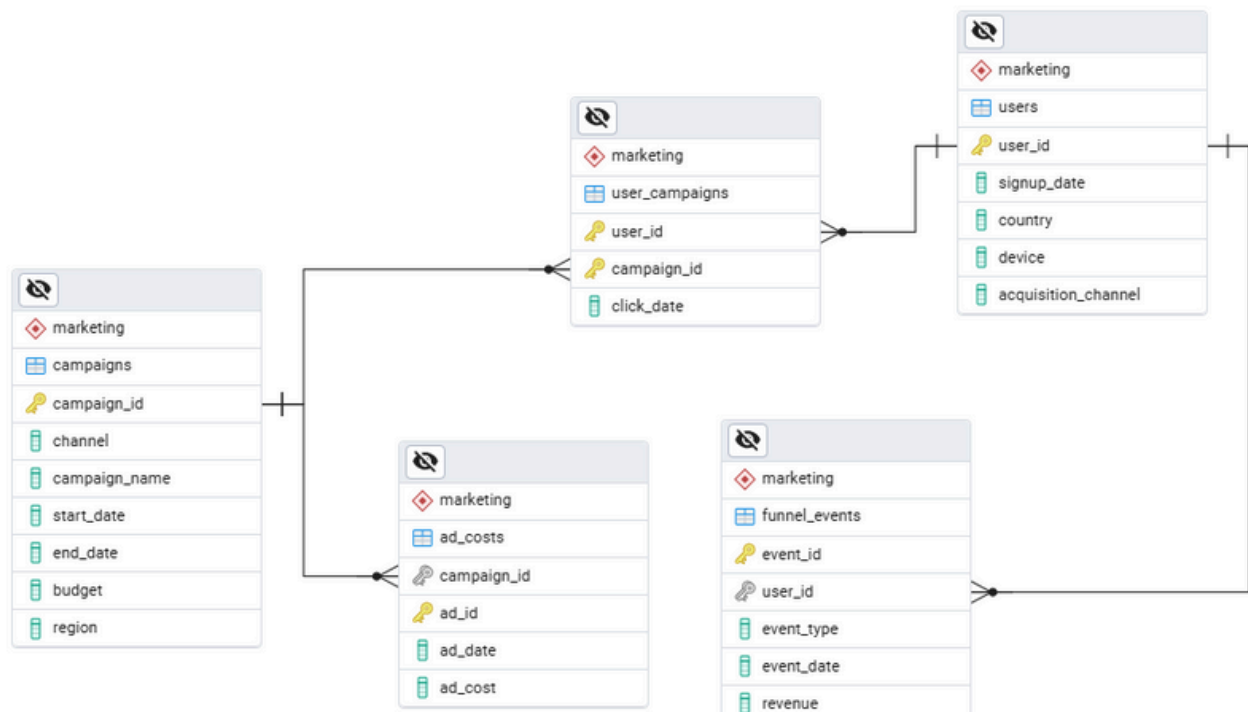 marketing
campaigns
campaign_id
channel
campaign_name
start_date
end_date
budget
region
marketing
ad_costs
campaign_id
ad_id
ad_date
ad_cost
marketing
user_campaigns
user_id
campaign_id
click_date
marketing
funnel_events
event_id
user_id
event_type
event_date
revenue
marketing
users
user_id
signup_date
country
device
acquisition_channel